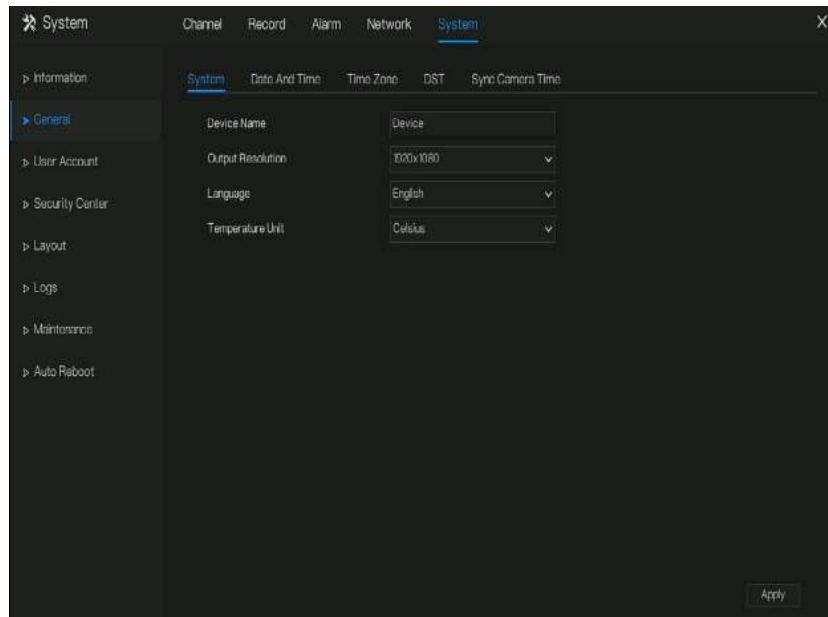 System Channel Record Alarm Network System X
Information
General
User Account
Security Center
Layout
Logs
Maintenance
Auto Reboot
System Date And Time Time Zone DST Sync Camera Time
Device Name Device
Output Resolution 1920x1080
Language English
Temperature Unit Celsius
Apply